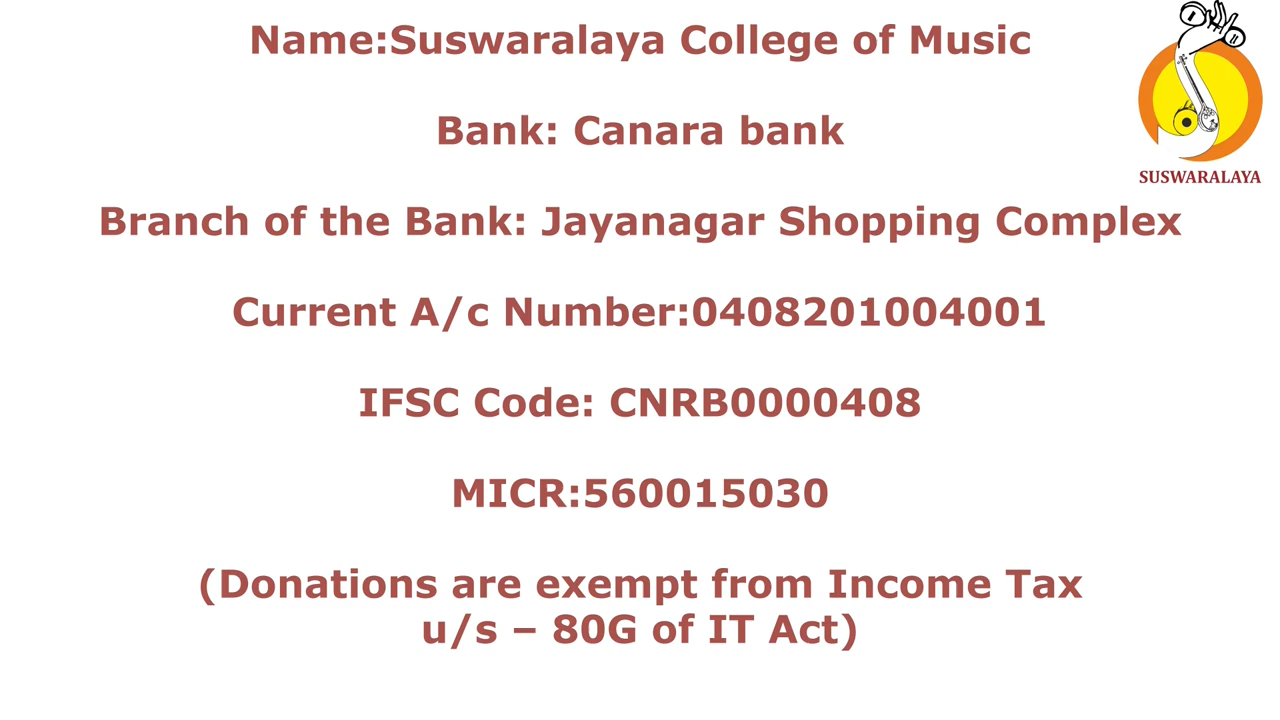 Name:Suswaralaya College of Music
SUSWARALAYA
Bank: Canara bank
Branch of the Bank: Jayanagar Shopping Complex
Current A/c Number:0408201004001
IFSC Code: CNRB0000408
MICR:560015030
(Donations are exempt from Income Tax
u/s – 80G of IT Act)